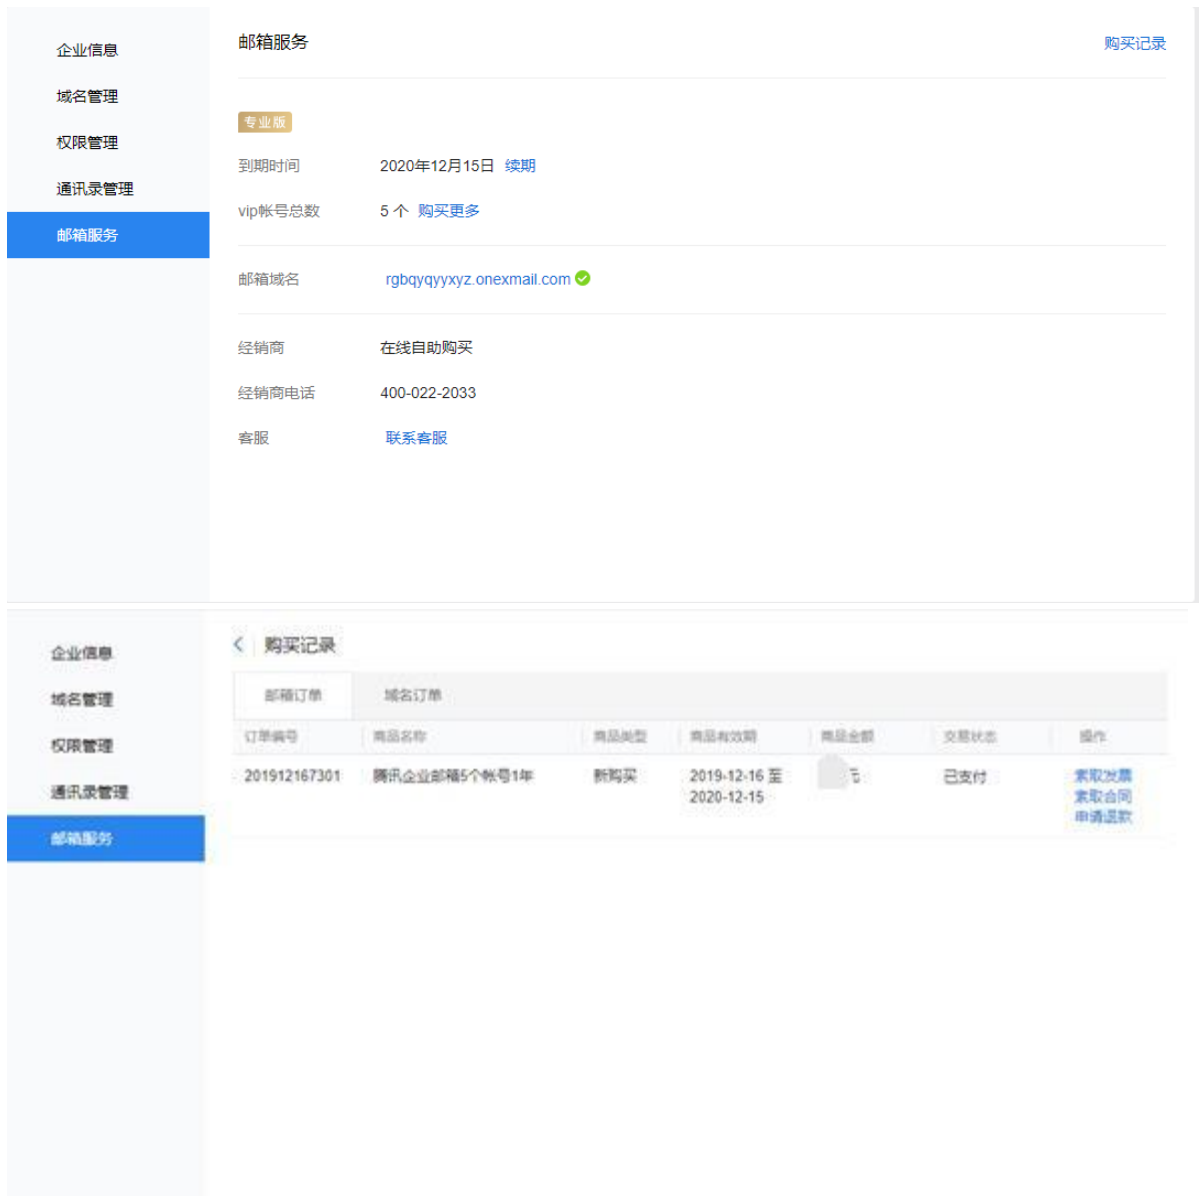 企业信息
域名管理
权限管理
通讯录管理
邮箱服务
邮箱服务 购买记录
专业版
到期时间 2020年12月15日 续期
vip帐号总数 5 个 购买更多
邮箱域名 rgbqyqyyxyz.onexmail.com
经销商 在线自助购买
经销商电话 400-022-2033
客服 联系客服
企业信息
域名管理
权限管理
通讯录管理
邮箱服务
购买记录
邮箱订单 域名订单
订单编号 商品名称 商品类型 商品有效期 商品金额 交易状态 操作
201912167301 腾讯企业邮箱5个帐号1年 新购买 2019-12-16 至 已支付 索取发票
2020-12-15 索取合同
申请退款